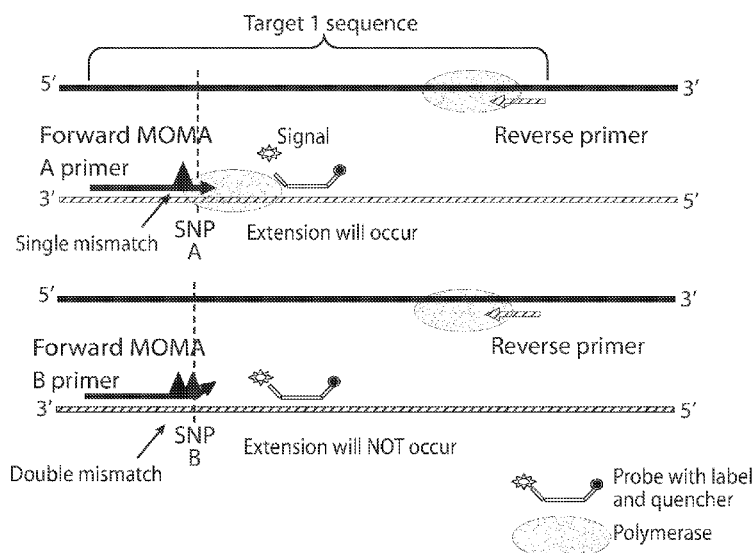 Target 1 sequence
5′ 3′
Forward MOMA Signal Reverse primer
A primer
3′ 5′
Single mismatch SNP Extension will occur
A
5′ 3′
Forward MOMA Reverse primer
B primer
3′ 5′
Double mismatch SNP Extension will NOT occur
B
Probe with label
and quencher
Polymerase